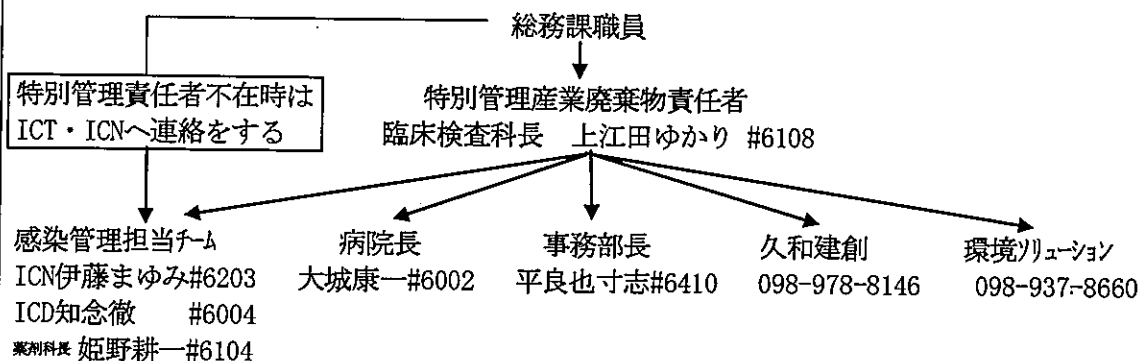 総務課職員
特別管理責任者不在時は
ICT・ICNへ連絡をする
特別管理産業廃棄物責任者
臨床検査科長　上江田ゆかり #6108
感染管理担当ﾁｰﾑ
ICN伊藤まゆみ#6203
ICD知念徹　　#6004
薬剤科長 姫野耕一#6104
病院長
大城康一#6002
事務部長
平良也寸志#6410
久和建創
098-978-8146
環境ｿﾘｭｰｼｮﾝ
098-937-8660